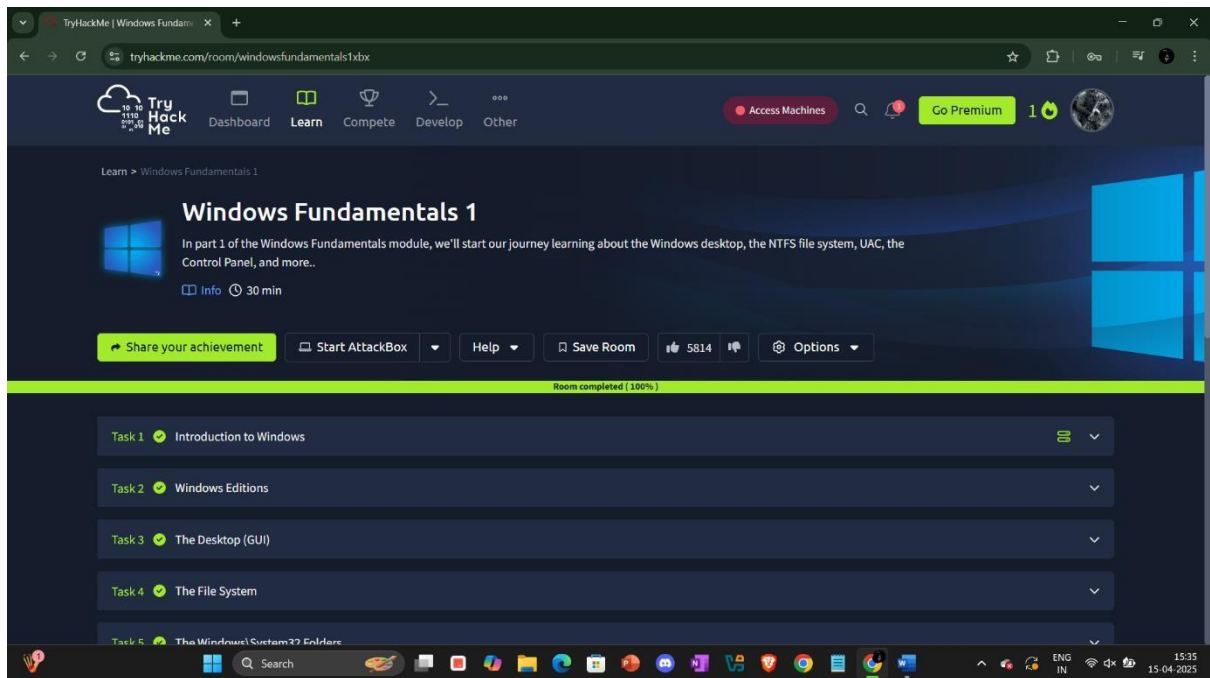 TryHackMe | Windows Fundam
tryhackme.com/room/windowsfundamentals1xbx
Try Hack Me
Dashboard
Learn
Compete
Develop
Other
Access Machines
Go Premium
1
Learn > Windows Fundamentals 1
Windows Fundamentals 1
In part 1 of the Windows Fundamentals module, we'll start our journey learning about the Windows desktop, the NTFS file system, UAC, the
Control Panel, and more..
Info 30 min
Share your achievement
Start AttackBox
Help
Save Room
5814
Options
Room completed ( 100% )
Task 1 Introduction to Windows
Task 2 Windows Editions
Task 3 The Desktop (GUI)
Task 4 The File System
Task 5 The Windows\System32 Folders
1
Search
ENG
IN
15:35
15-04-2025